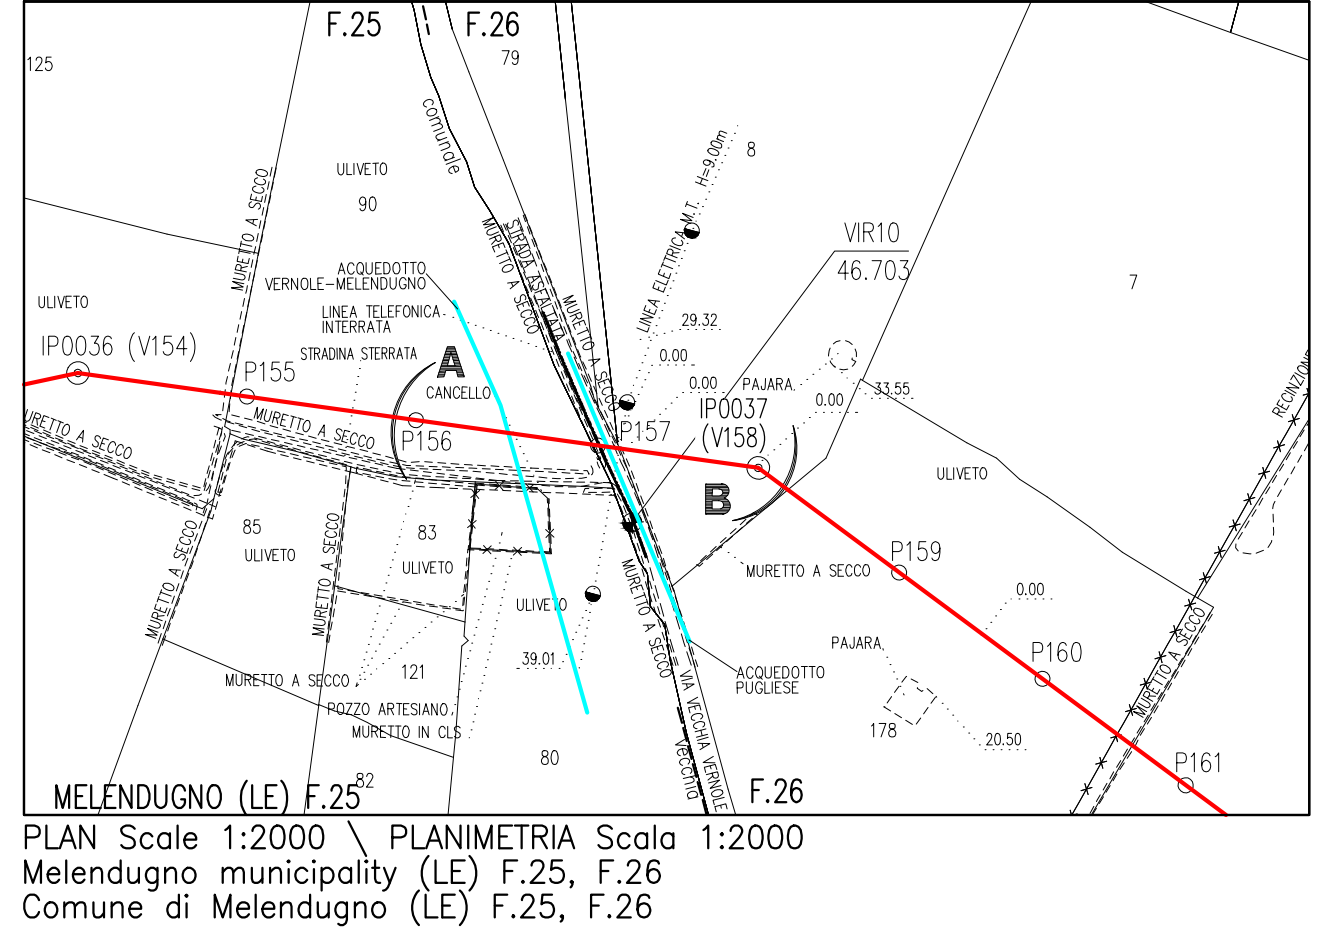 F.25
F.26
79
125
comunale
H=9.00m
8
ULIVETO
90
MURETTO A SECCO
STRADA ASFALTATA
MURETTO A SECCO
LINEA ELETTRICA M.T.
VIR10
46.703
7
ACQUEDOTTO
VERNOLE-MELENDUGNO
ULIVETO
LINEA TELEFONICA
INTERRATA
MURETTO A SECCO
29.32
IP0036 (V154)
STRADINA STERRATA
A
0.00
P155
CANCELLO
0.00
PAJARA
33.55
RECINZIONE
IP0037
(V158)
0.00
MURETTO A SECCO
P156
P157
URETTO A SECCO
ULIVETO
B
85
ULIVETO
83
ULIVETO
P159
MURETTO A SECCO
MURETTO A SECCO
MURETTO A SECCO
ULIVETO
MURETTO A SECCO
0.00
PAJARA
P160
39.01
MURETTO A SECCO
121
ACQUEDOTTO
PUGLIESE
MURETTO A SECCO
POZZO ARTESIANO
MURETTO IN CLS
VIA VECCHIA VERNOLE
178
20.50
80
Vecchia
P161
82
MELENDUGNO (LE) F.25
F.26
PLAN Scale 1:2000 \ PLANIMETRIA Scala 1:2000
Melendugno municipality (LE) F.25, F.26
Comune di Melendugno (LE) F.25, F.26